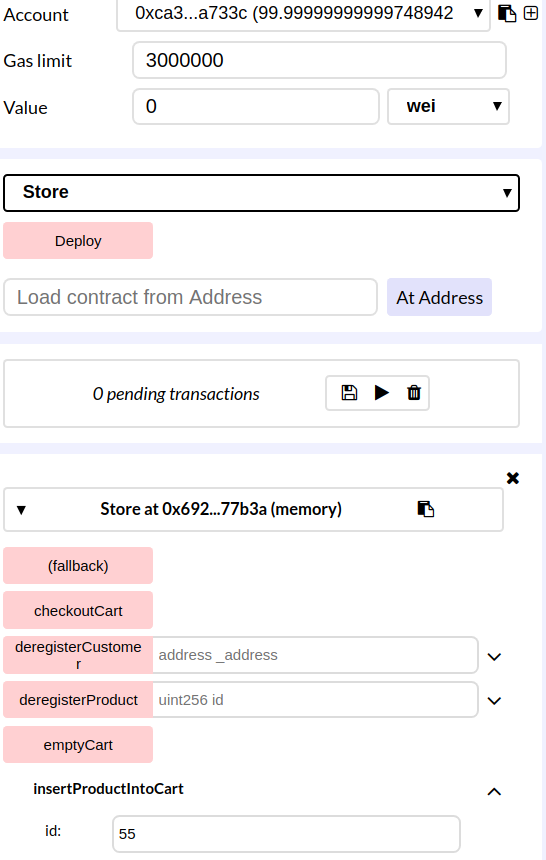 Account 0xca3...a733c (99.99999999999748942
Gas limit 3000000
Value 0 wei
Store
Deploy
Load contract from Address At Address
0 pending transactions
Store at 0x692...77b3a (memory)
(fallback)
checkoutCart
deregisterCustome
r address _address
deregisterProduct uint256 id
emptyCart
insertProductIntoCart
id: 55